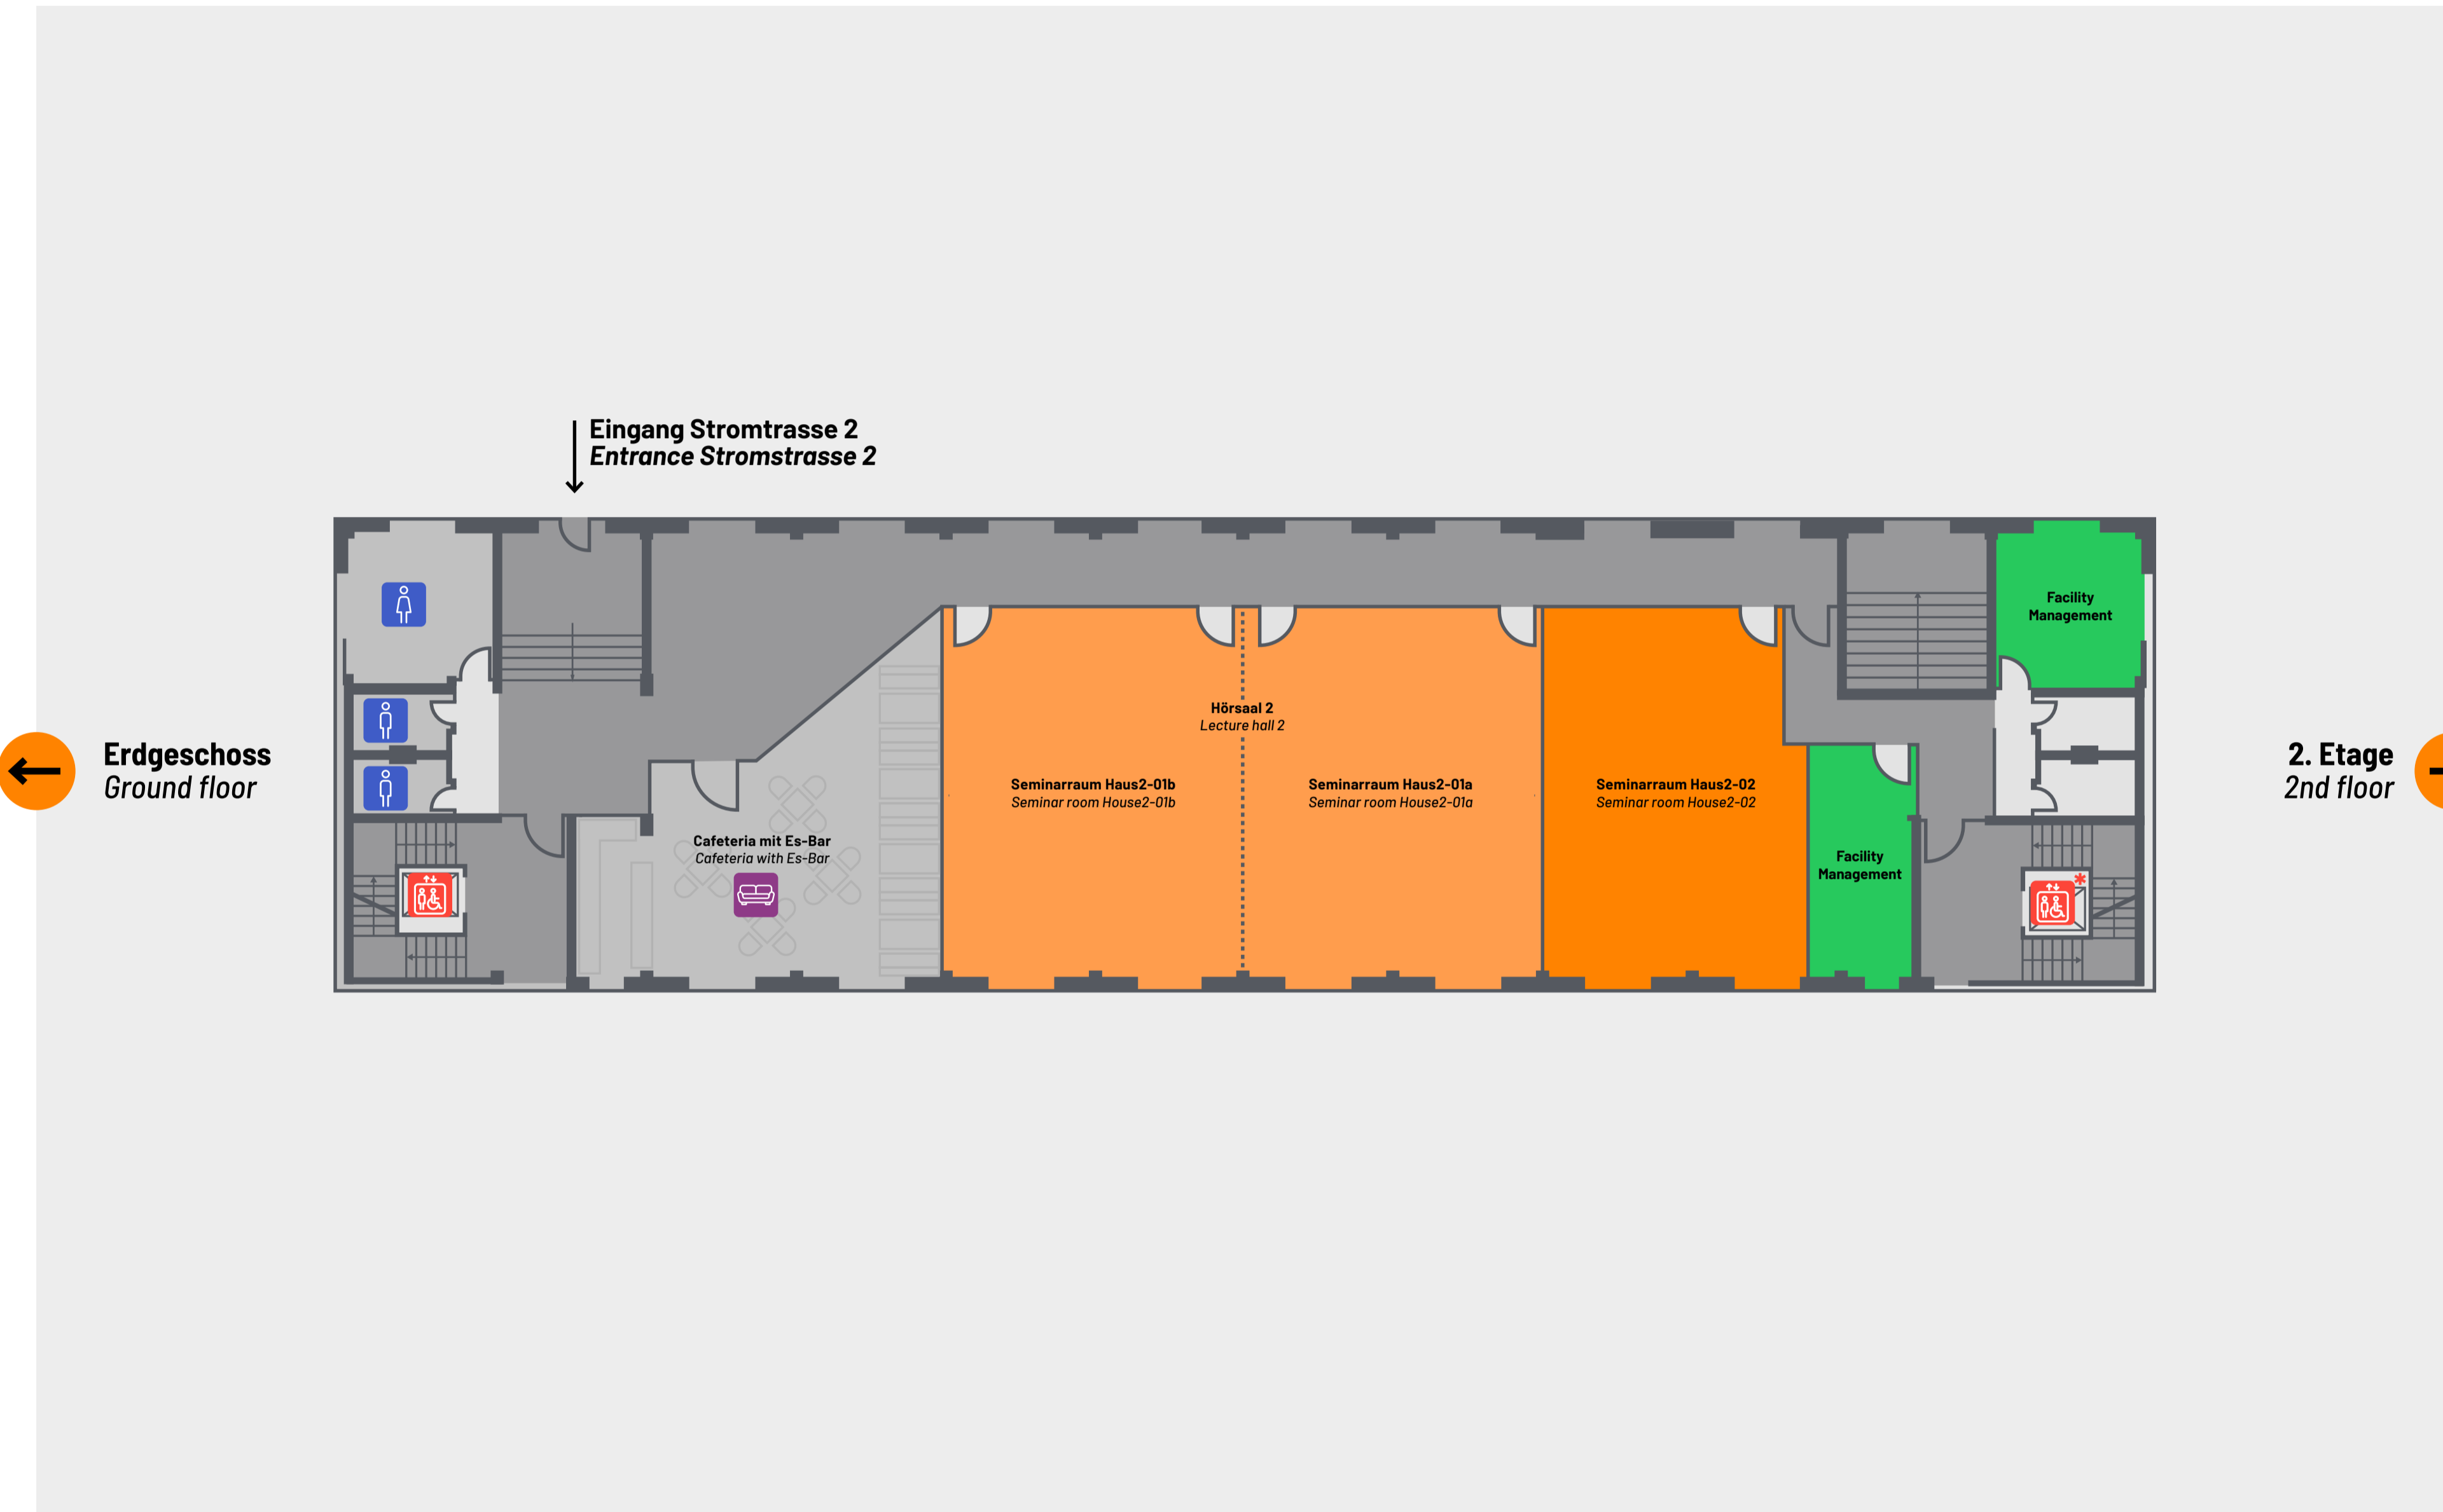 Eingang Stromtrasse 2
Entrance Stromstrasse 2
Facility
Management
Hörsaal 2
Lecture hall 2
Erdgeschoss
Ground floor
2. Etage
2nd floor
Seminarraum Haus2-01b
Seminar room House2-01b
Seminarraum Haus2-01a
Seminar room House2-01a
Seminarraum Haus2-02
Seminar room House2-02
Cafeteria mit Es-Bar
Cafeteria with Es-Bar
Facility
Management
*